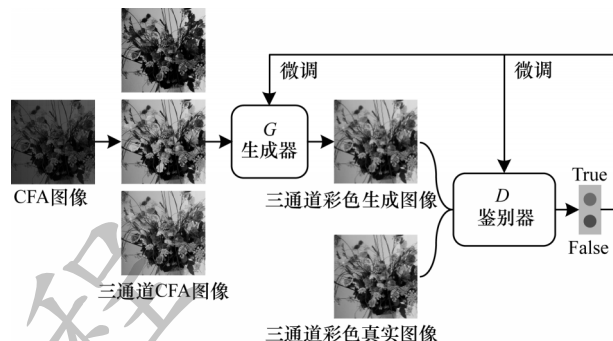 微调
微调
G
生成器
CFA图像
三通道彩色生成图像
D
鉴别器
True
False
三通道CFA图像
三通道彩色真实图像
程